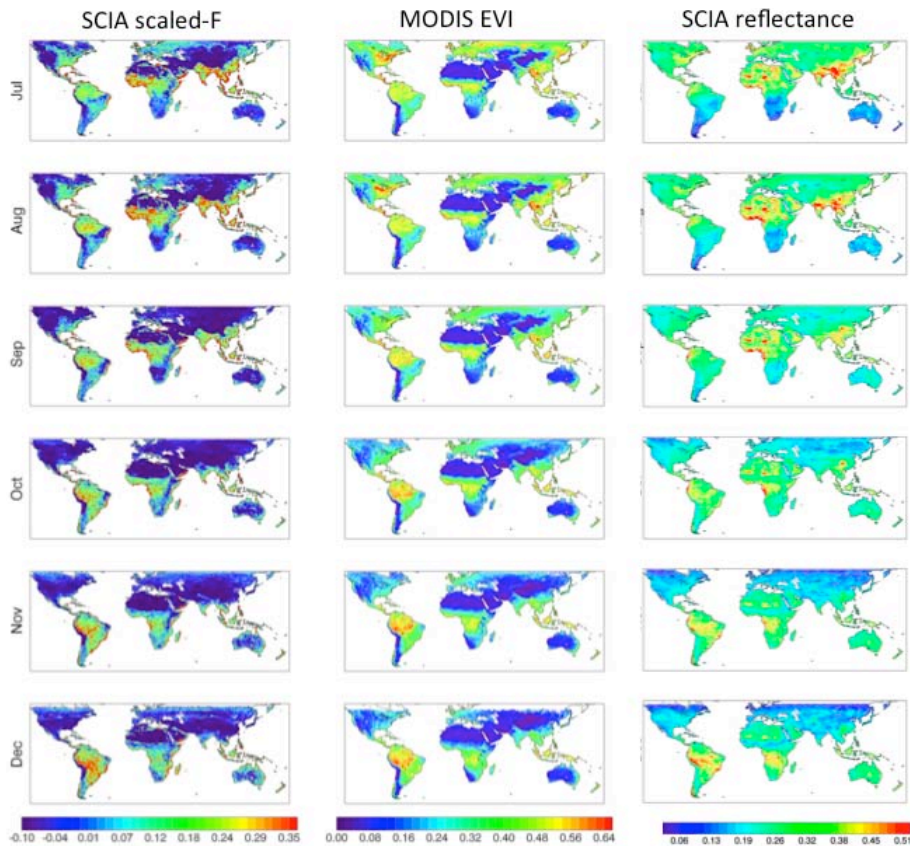 SCIA scaled-F MODIS EVI SCIA reflectance
Jul
Aug
Sep
Oct
Nov
Dec
-0.10 -0.04 0.01 0.07 0.12 0.18 0.24 0.29 0.35 0.00 0.08 0.16 0.24 0.32 0.40 0.48 0.56 0.64 0.06 0.13 0.19 0.26 0.32 0.38 0.45 0.51